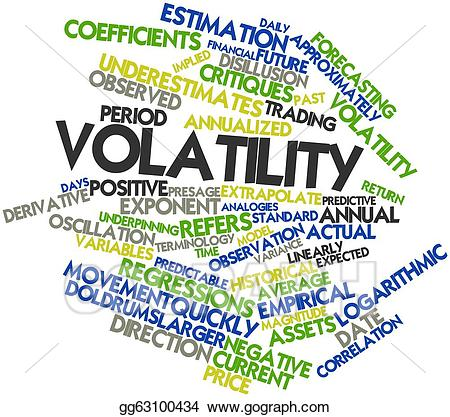 ESTIMATION DAILY
COEFFICIENTS FINANCIAL FUTURE APPROXIMATELY FORECASTING
IMPLIED DISILLUSION
UNDERESTIMATES CRITIQUES PAST VOLATILITY
OBSERVED TRADING
PERIOD ANNUALIZED
VOLATILITY
DAYS POSITIVE PRESAGE EXTRAPOLATE PREDICTIVE RETURN
DERIVATIVE EXPONENT ANALOGIES ANNUAL
UNDERPINNING REFERS STANDARD ACTUAL
OSCILLATION TERMINOLOGY MODEL OBSERVATION
VARIABLES TIME VARIANCE LINEARLY
PREDICTABLE HISTORICAL EXPECTED
REGRESSIONS AVERAGE LOGARITHMIC
MOVEMENT QUICKLY EMPIRICAL
DOLDRUMS LARGER MAGNITUDE
DIRECTION NEGATIVE ASSETS DATE
CURRENT CORRELATION
PRICE
© GraphicStock
gg63100434 www.gograph.com